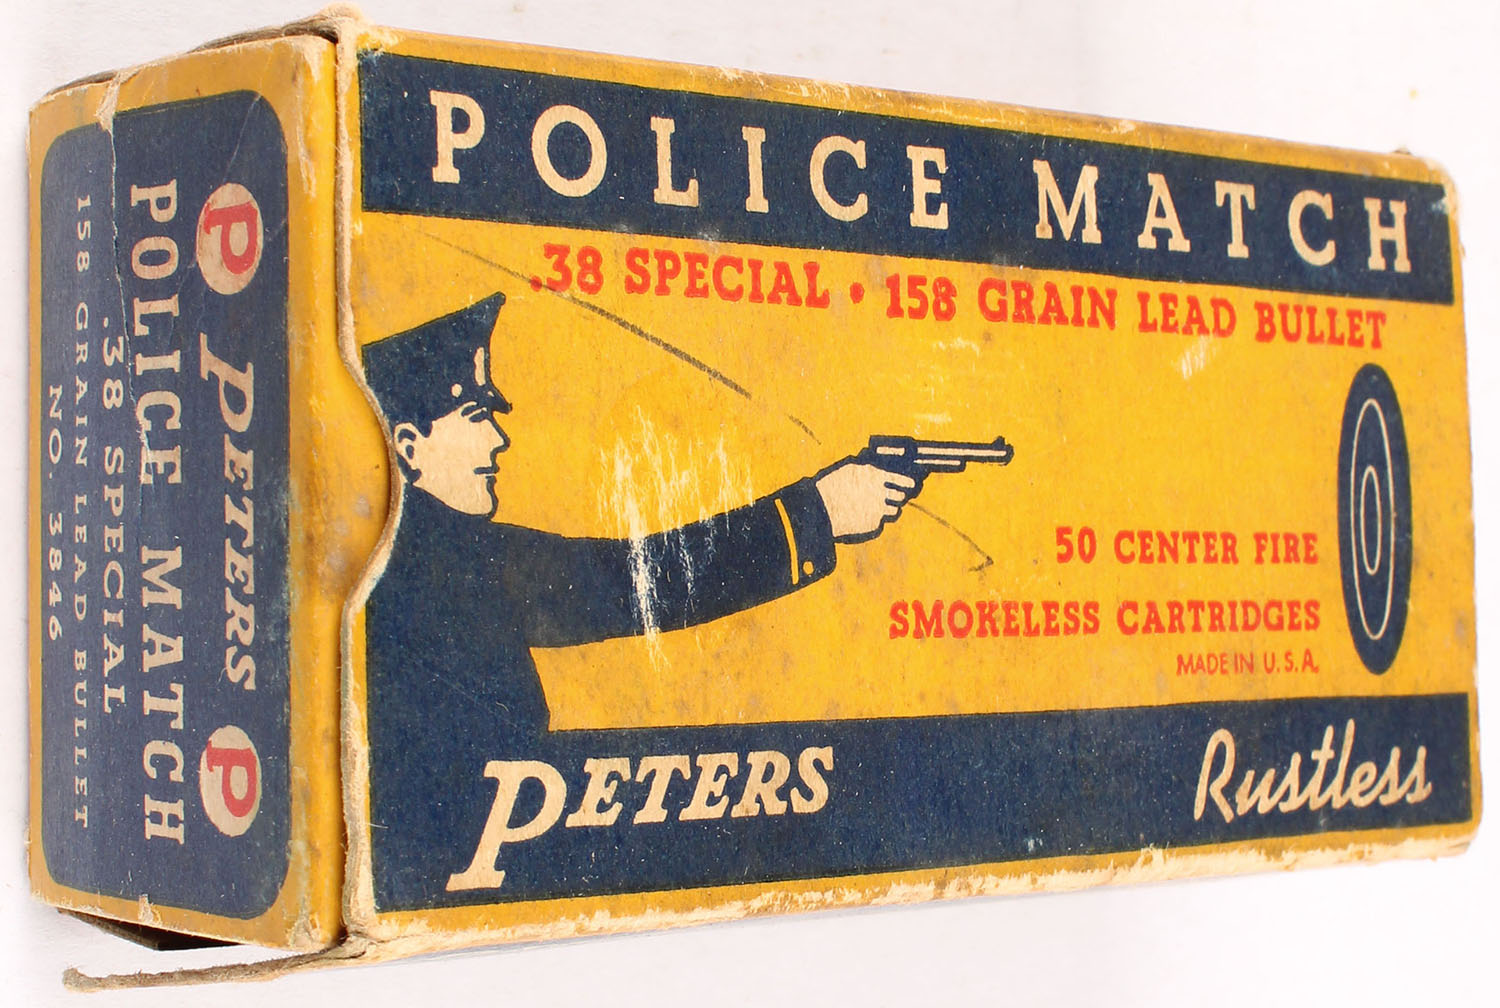 POLICE MATCH
.38 SPECIAL • 158 GRAIN LEAD BULLET
50 CENTER FIRE
SMOKELESS CARTRIDGES
MADE IN U.S.A.
PETERS
Rustless
P PETERS P
POLICE MATCH
.38 SPECIAL
158 GRAIN LEAD BULLET
NO. 3846